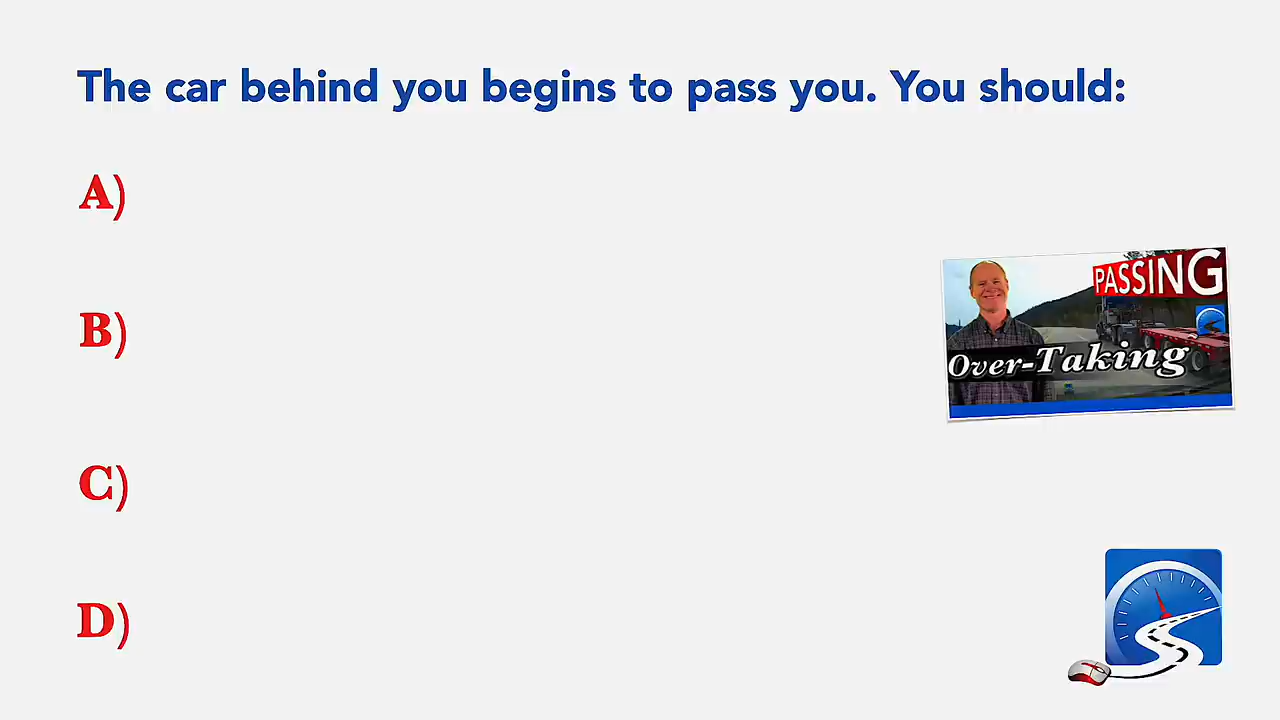 The car behind you begins to pass you. You should:
A)
B)
C)
D)
PASSING
Over-Taking